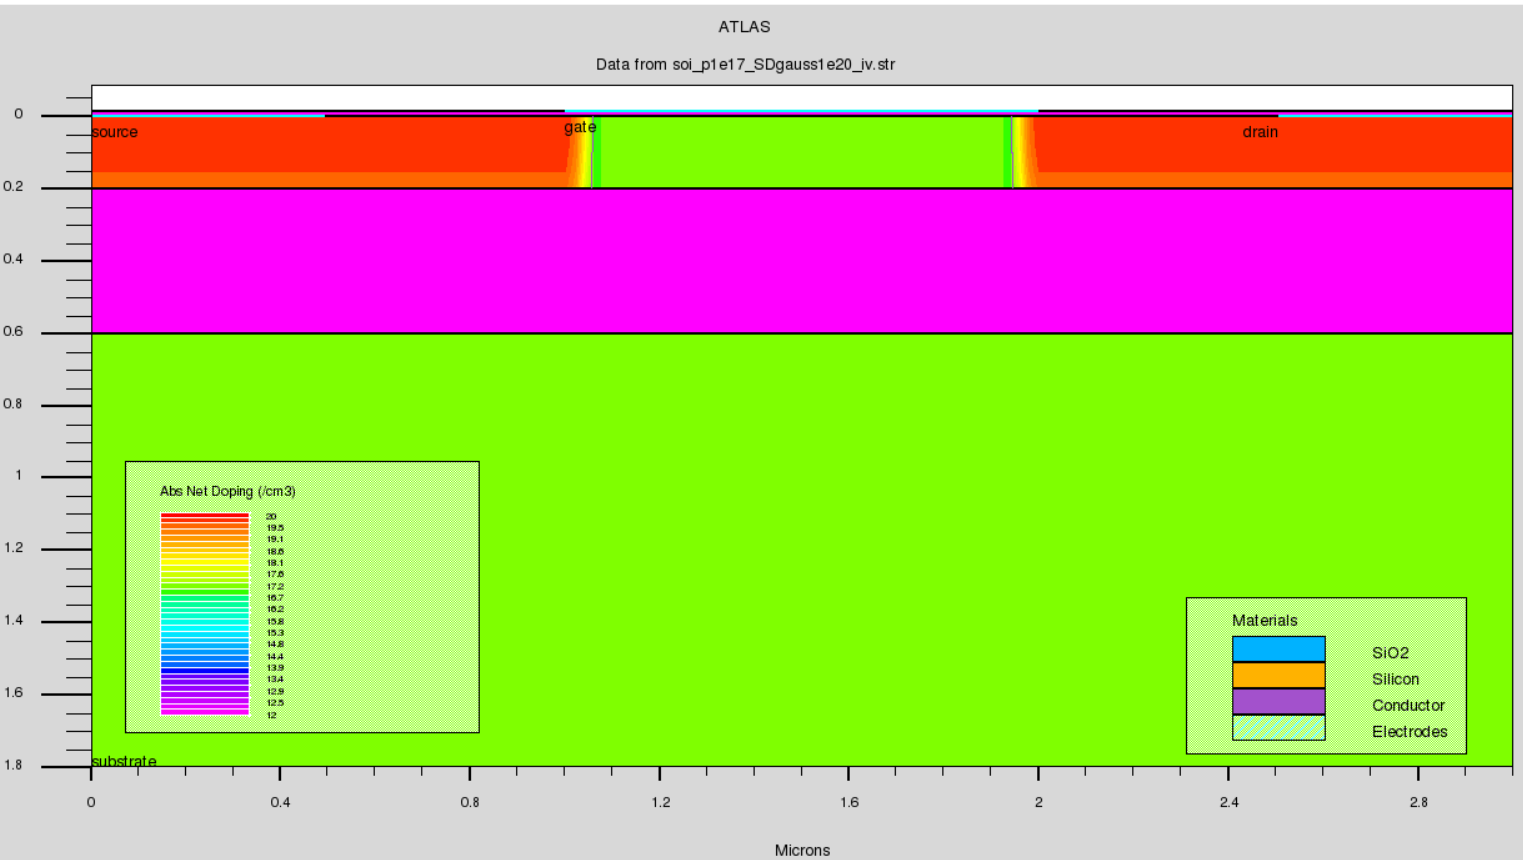 ATLAS
Data from soi_p1e17_SDgauss1e20_iv.str
0
source
gate
drain
0.2
0.4
0.6
0.8
1
Abs Net Doping (/cm3)
20
19.5
19.1
18.6
18.1
17.6
17.2
16.7
16.2
15.8
15.3
14.8
14.4
13.9
13.4
12.9
12.5
12
1.2
1.4
Materials
SiO2
Silicon
Conductor
Electrodes
1.6
1.8
substrate
0
0.4
0.8
1.2
1.6
2
2.4
2.8
Microns